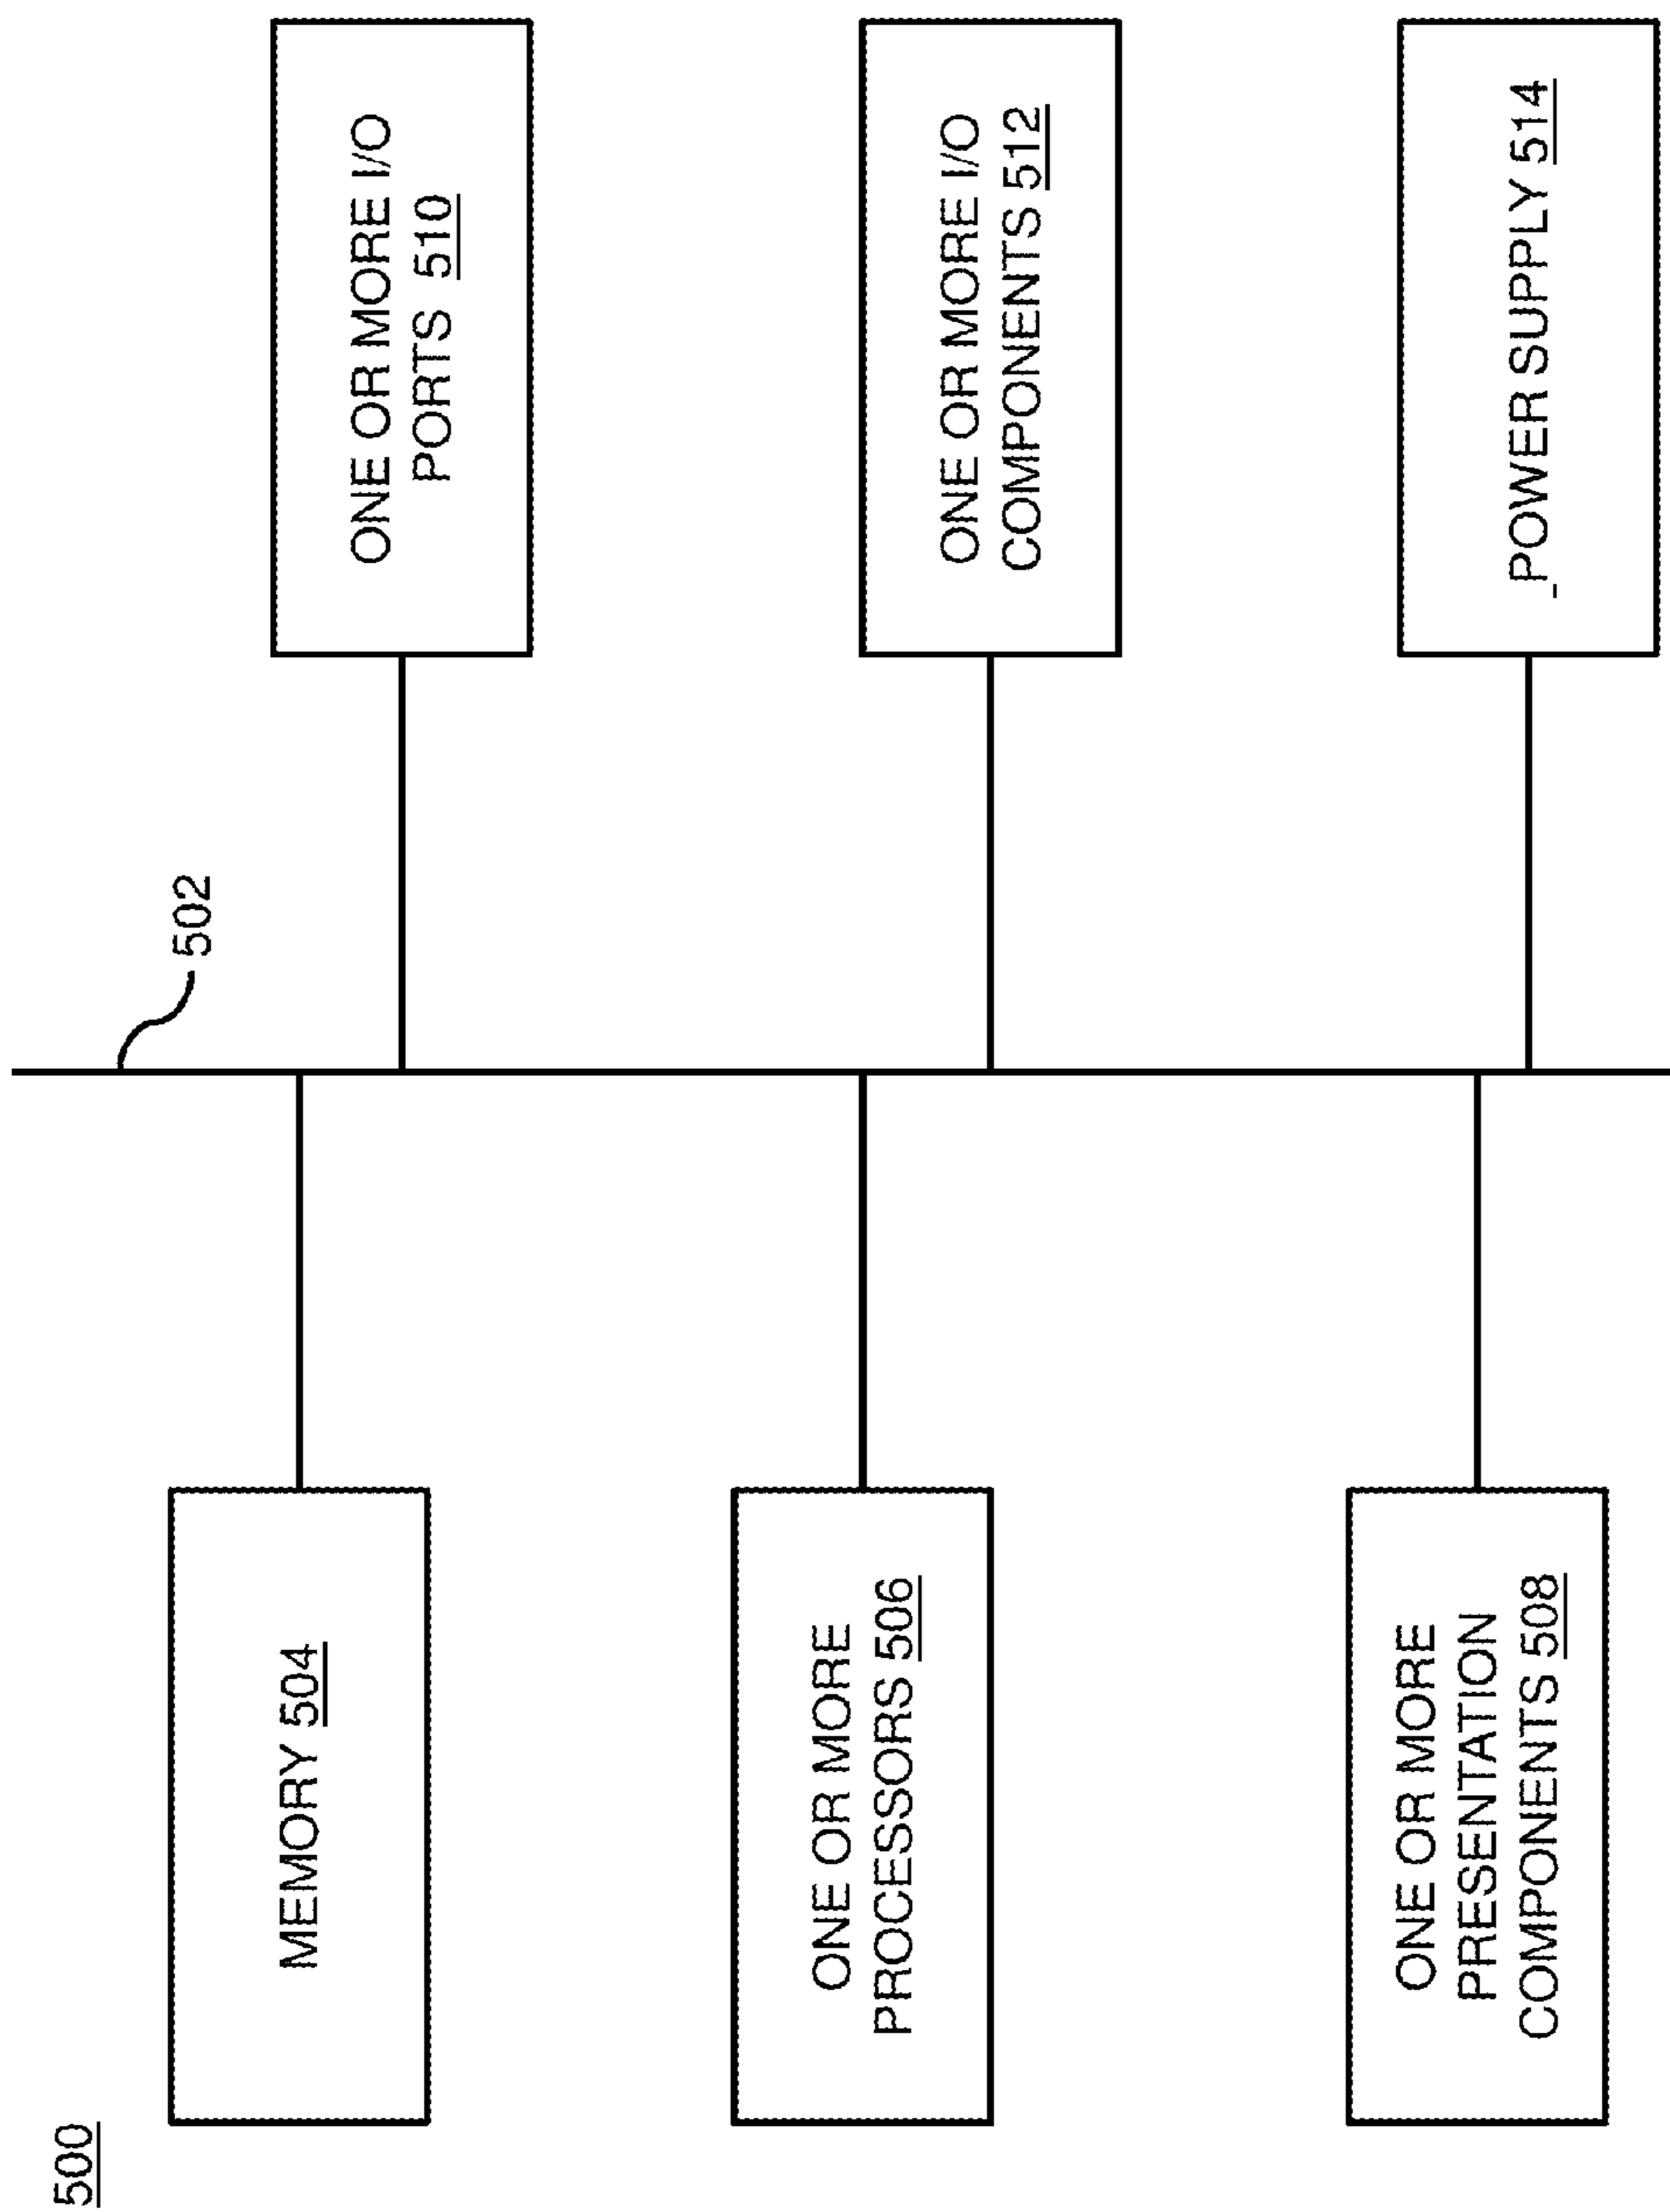 500
502
MEMORY 504
ONE OR MORE
PROCESSORS 506
ONE OR MORE
PRESENTATION
COMPONENTS 508
ONE OR MORE I/O
PORTS 510
ONE OR MORE I/O
COMPONENTS 512
POWER SUPPLY 514